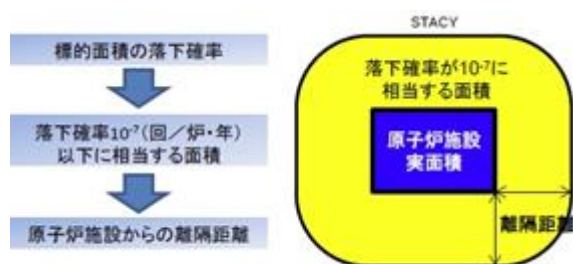 標的面積の落下確率
落下確率10⁻⁷(回／炉・年)
以下に相当する面積
原子炉施設からの離隔距離
STACY
落下確率が10⁻⁷に
相当する面積
原子炉施設
実面積
離隔距離